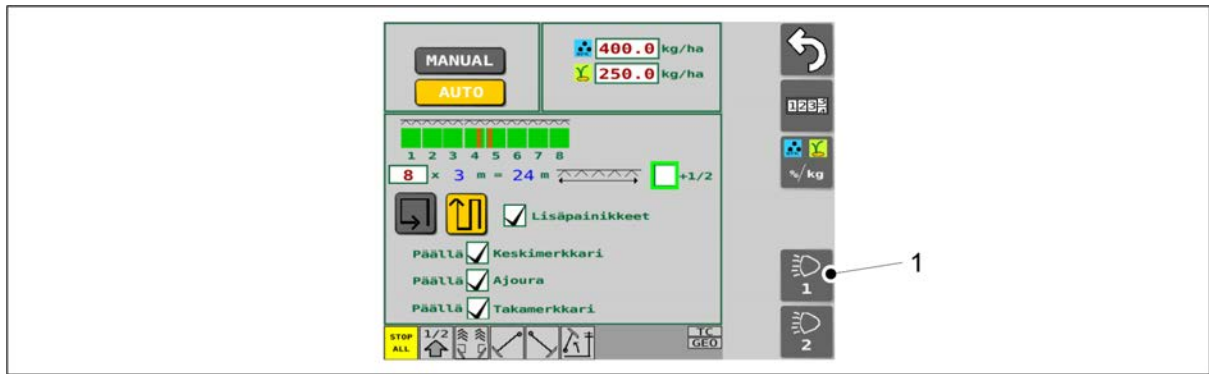 MANUAL
AUTO
400.0 kg/ha
250.0 kg/ha
1 2 3 4 5 6 7 8
8 x 3 m = 24 m +1/2
Lisäpainikkeet
Päällä Keskimerkkari
Päällä Ajoura
Päällä Takamerkkari
STOP
ALL
1/2
TC
GEO
123
%/kg
1
2
1